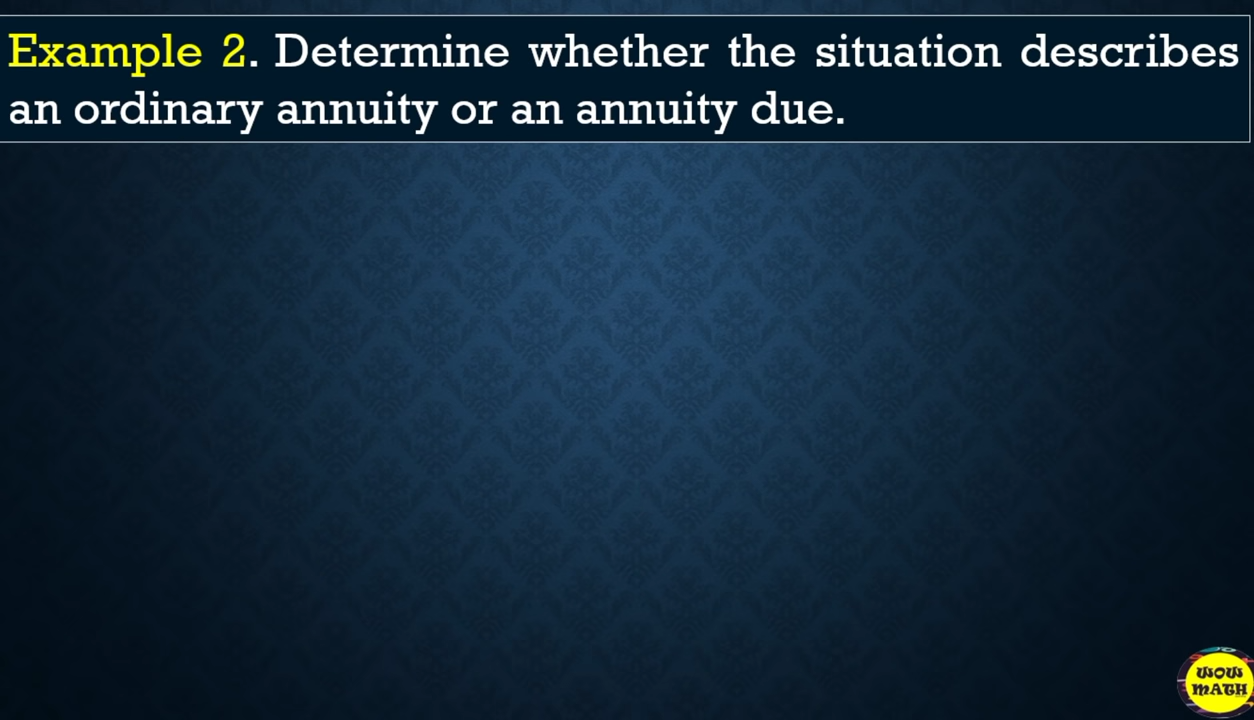 Example 2. Determine whether the situation describes
an ordinary annuity or an annuity due.
WOW
MATH